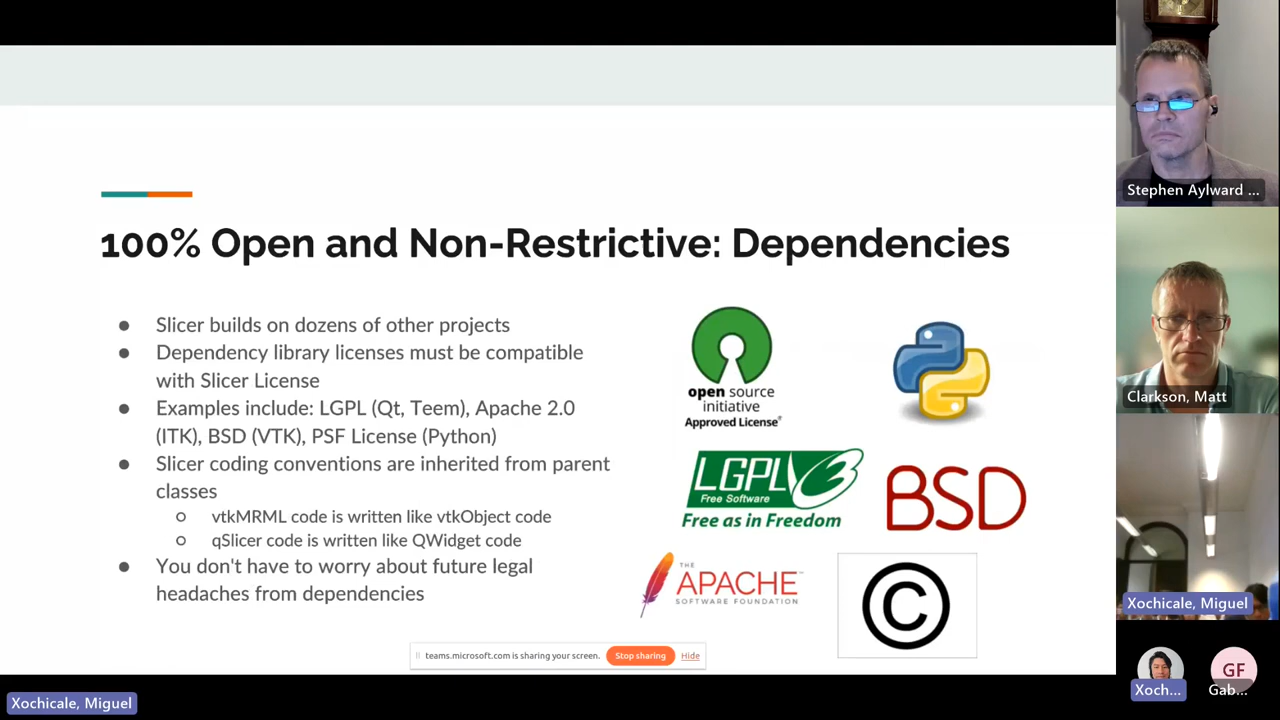 100% Open and Non-Restrictive: Dependencies
● Slicer builds on dozens of other projects
● Dependency library licenses must be compatible
with Slicer License
● Examples include: LGPL (Qt, Teem), Apache 2.0
(ITK), BSD (VTK), PSF License (Python)
● Slicer coding conventions are inherited from parent
classes
○ vtkMRML code is written like vtkObject code
○ qSlicer code is written like QWidget code
● You don't have to worry about future legal
headaches from dependencies
open source
initiative
Approved License®
LGPL3
Free Software
Free as in Freedom
BSD
THE
APACHE™
SOFTWARE FOUNDATION
©
teams.microsoft.com is sharing your screen. Stop sharing Hide
Xochicale, Miguel
Stephen Aylward ...
Clarkson, Matt
Xochicale, Miguel
GF
Xoch... Gab...